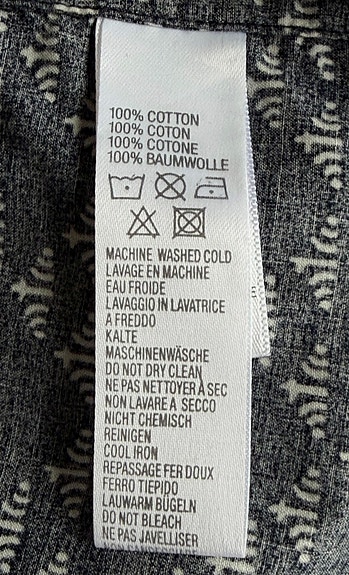 100% COTTON
100% COTON
100% COTONE
100% BAUMWOLLE
MACHINE WASHED COLD
LAVAGE EN MACHINE
EAU FROIDE
LAVAGGIO IN LAVATRICE
A FREDDO
KALTE
MASCHINENWÄSCHE
DO NOT DRY CLEAN
NE PAS NETTOYER À SEC
NON LAVARE A SECCO
NICHT CHEMISCH
REINIGEN
COOL IRON
REPASSAGE FER DOUX
FERRO TIEPIDO
LAUWARM BÜGELN
DO NOT BLEACH
NE PAS JAVELLISER